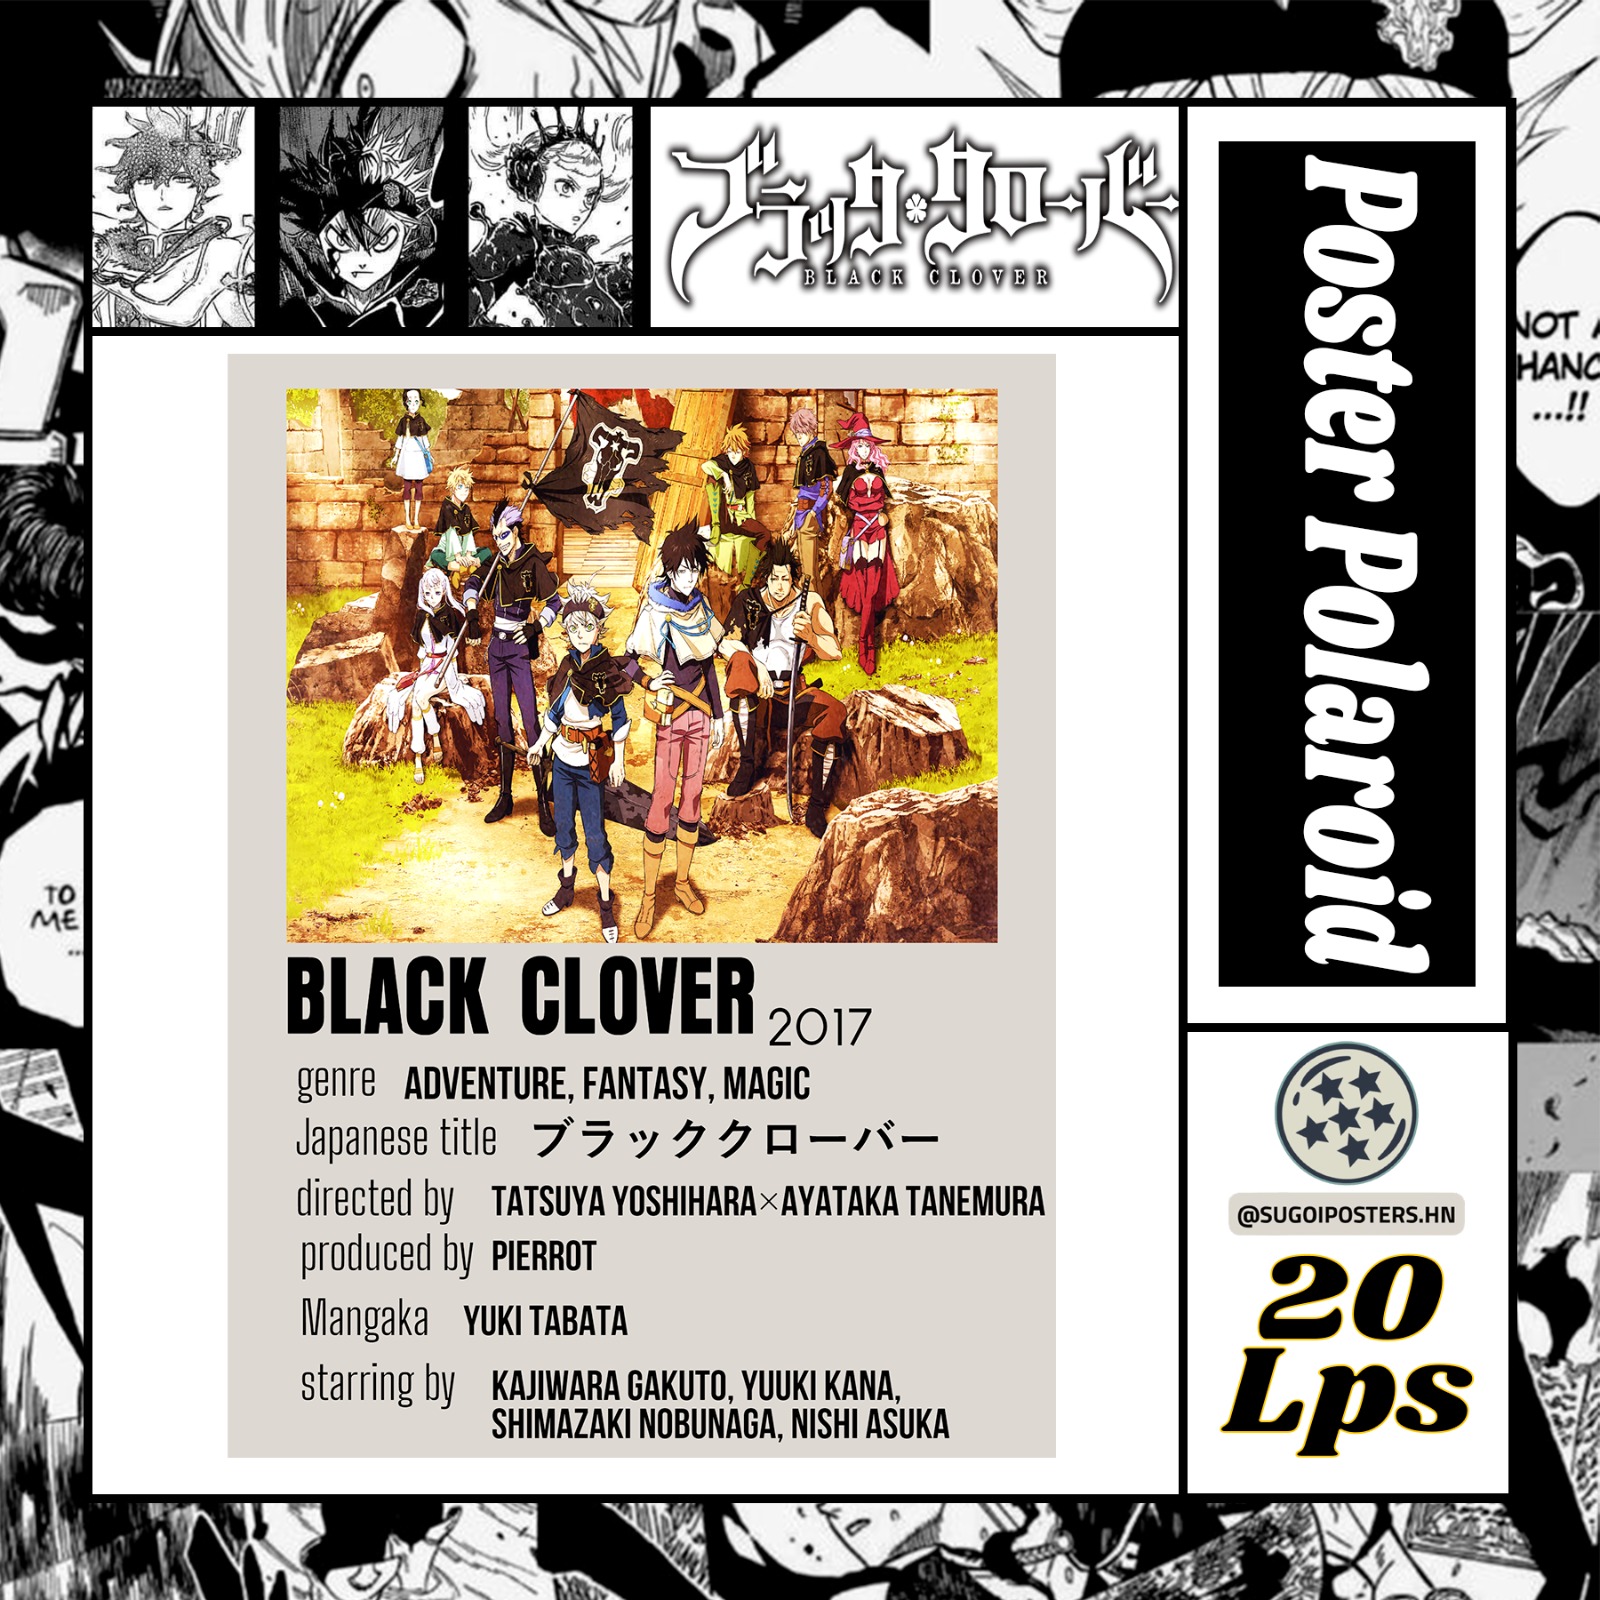 ブラッククローバー
BLACK CLOVER
Poster Polaroid
BLACK CLOVER 2017
genre ADVENTURE, FANTASY, MAGIC
Japanese title ブラッククローバー
directed by TATSUYA YOSHIHARA×AYATAKA TANEMURA
produced by PIERROT
Mangaka YUKI TABATA
starring by KAJIWARA GAKUTO, YUUKI KANA,
SHIMAZAKI NOBUNAGA, NISHI ASUKA
@SUGOIPOSTERS.HN
20
Lps
TO
ME
...
NOT A
...!!